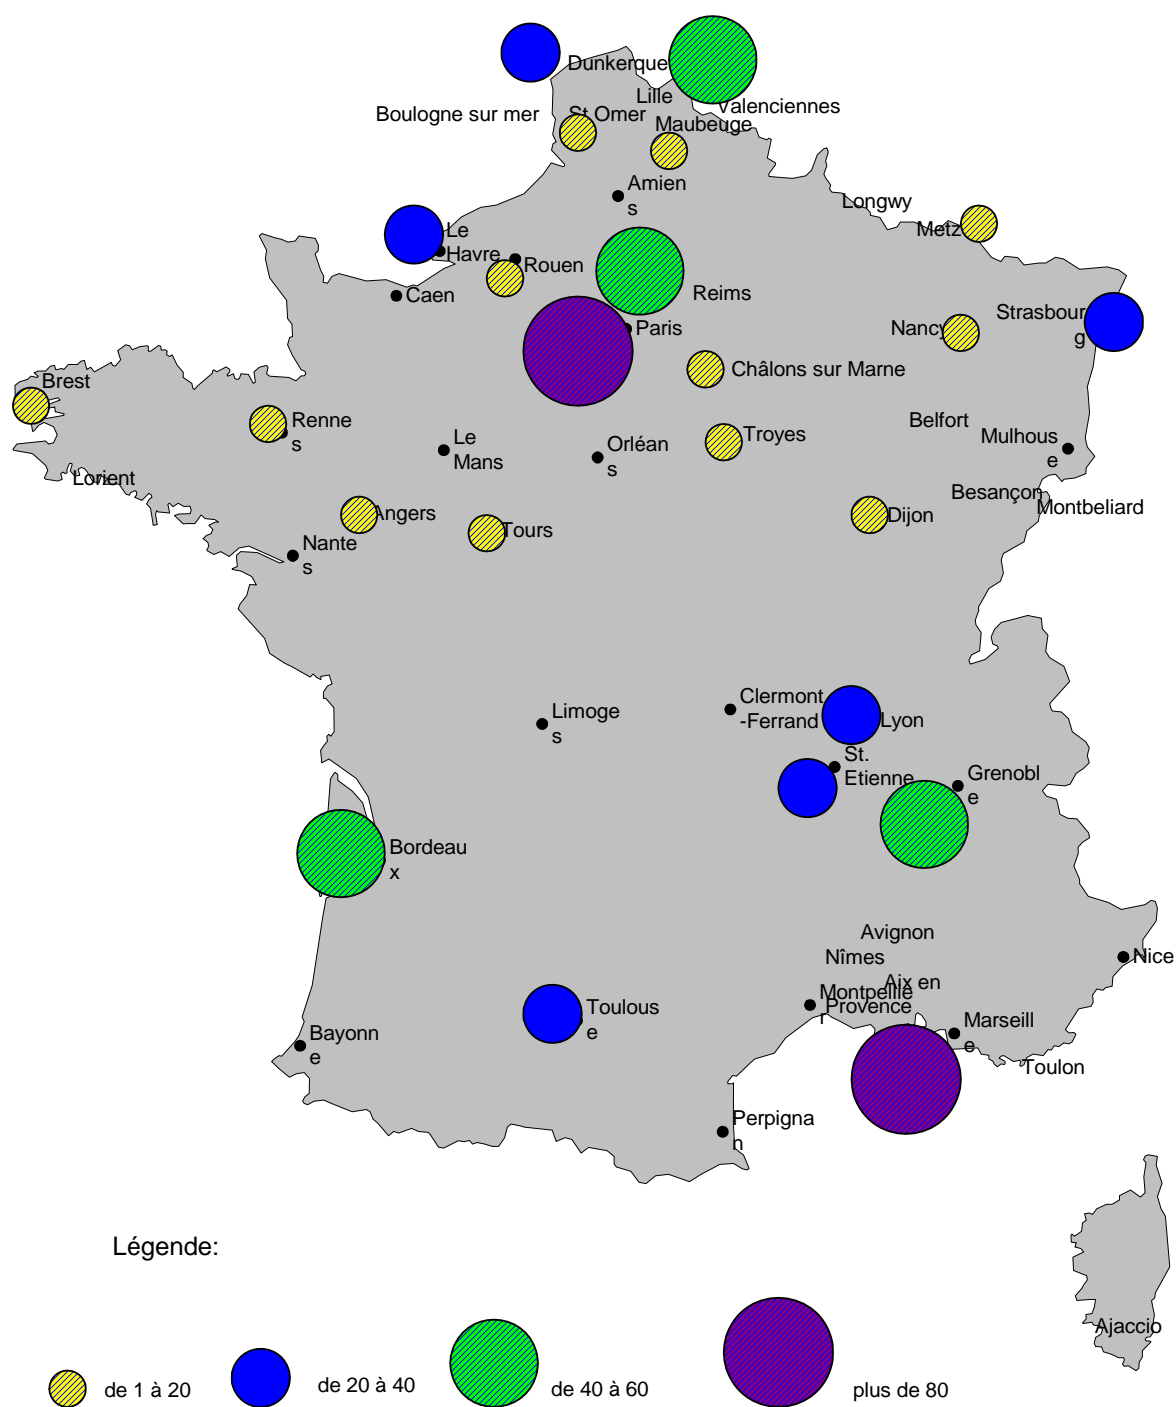 Dunkerque
Lille
Valenciennes
Boulogne sur mer
St Omer
Maubeuge
Amien
s
Longwy
Metz
Le
Havre
Rouen
Caen
Reims
Paris
Nancy
Strasbour
g
Châlons sur Marne
Brest
Renne
s
Le
Mans
Orléan
s
Troyes
Belfort
Mulhous
e
Lorient
Besançon
Montbeliard
Angers
Tours
Dijon
Nante
s
Limoge
s
Clermont
-Ferrand
Lyon
St.
Etienne
Grenobl
e
Bordeau
x
Avignon
Nîmes
Nice
Aix en
Provence
Montpellie
r
Toulous
e
Marseill
e
Bayonn
e
Toulon
Perpigna
n
Légende:
Ajaccio
de 1 à 20
de 20 à 40
de 40 à 60
plus de 80